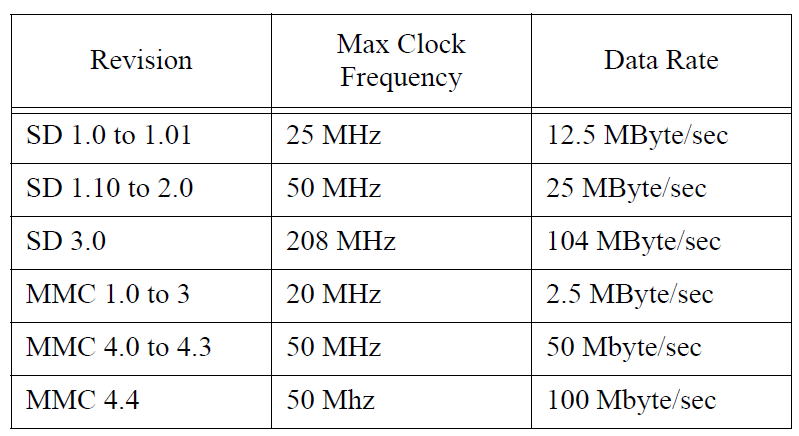 Revision Max Clock Frequency Data Rate
SD 1.0 to 1.01 25 MHz 12.5 MByte/sec
SD 1.10 to 2.0 50 MHz 25 MByte/sec
SD 3.0 208 MHz 104 MByte/sec
MMC 1.0 to 3 20 MHz 2.5 MByte/sec
MMC 4.0 to 4.3 50 MHz 50 Mbyte/sec
MMC 4.4 50 Mhz 100 Mbyte/sec